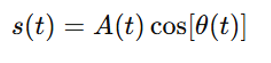 s(t) = A(t) cos[θ(t)]